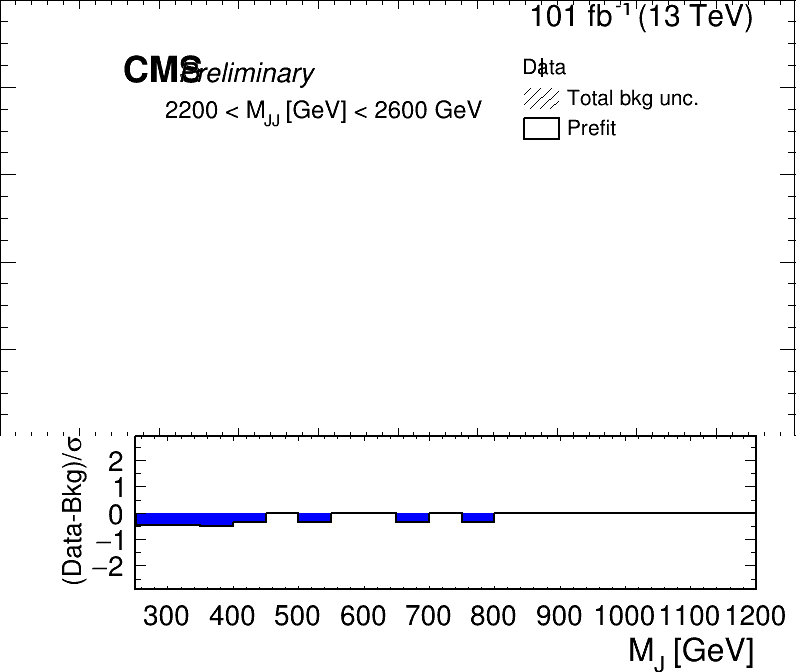 101 fb⁻¹ (13 TeV)
CMS Preliminary
Data
2200 < M_JJ [GeV] < 2600 GeV
Total bkg unc.
Prefit
(Data-Bkg)/σ
2
1
0
−1
−2
300 400 500 600 700 800 900 1000 1100 1200
M_J [GeV]